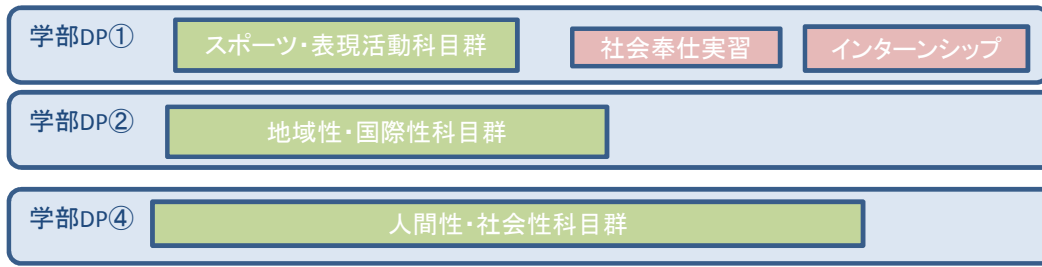 学部DP①
スポーツ・表現活動科目群
社会奉仕実習
インターンシップ
学部DP②
地域性・国際性科目群
学部DP④
人間性・社会性科目群